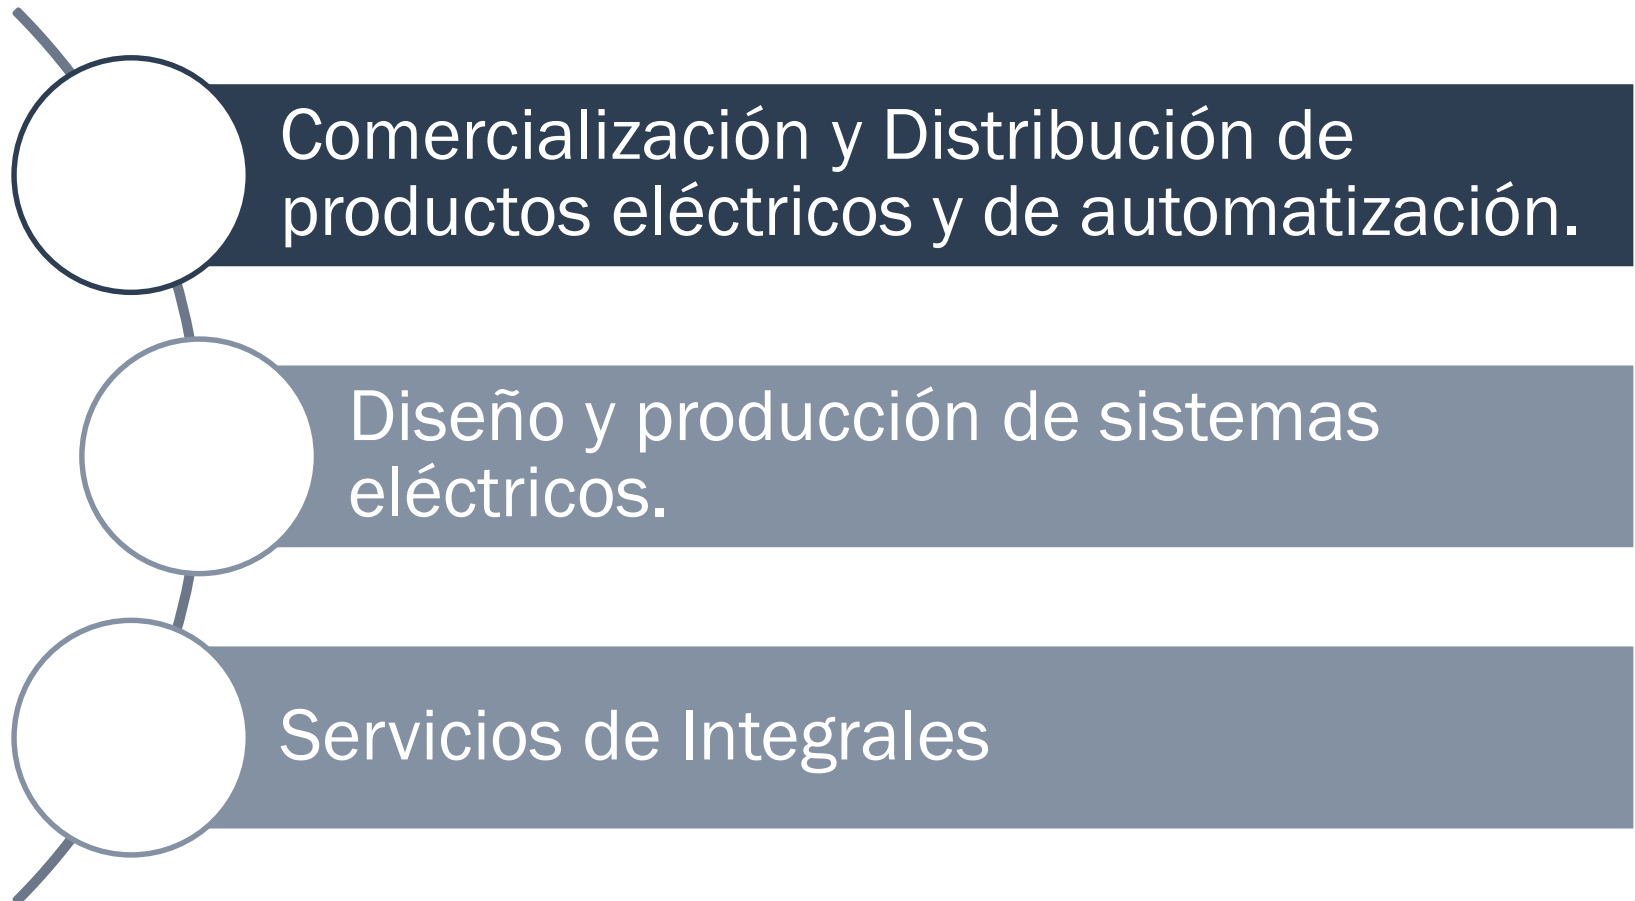 Comercialización y Distribución de
productos eléctricos y de automatización.
Diseño y producción de sistemas
eléctricos.
Servicios de Integrales